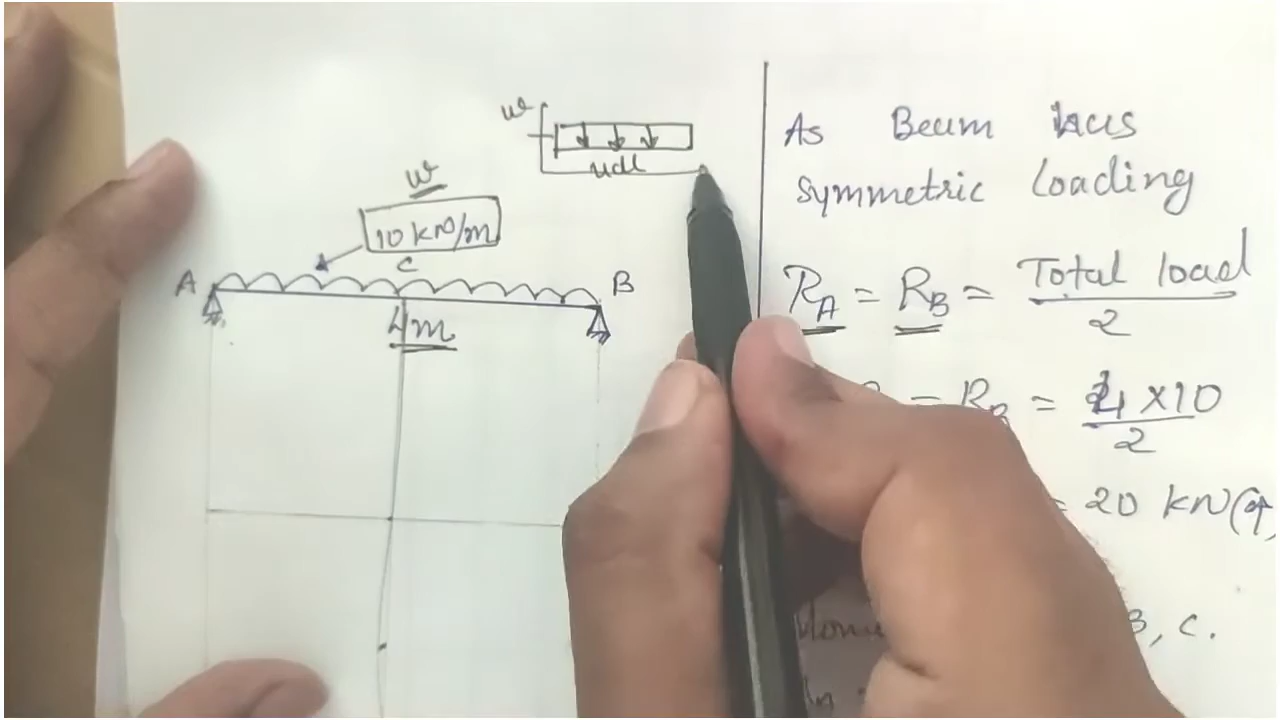 w
udl
w
10 kN/m
A
C
B
4m
As Beam has
symmetric loading
RA = RB = Total load
2
= RB = 4 x10
2
= 20 kN(
B, C.